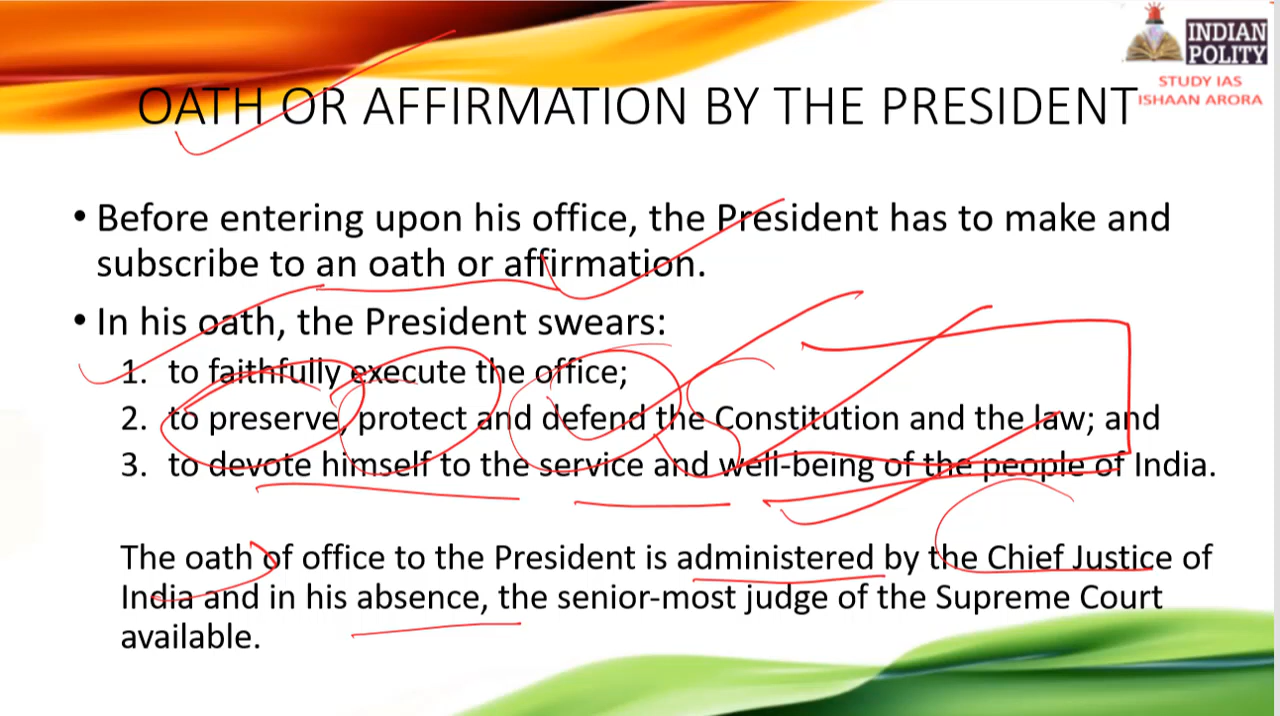 INDIAN
POLITY
STUDY IAS
ISHAAN ARORA
OATH OR AFFIRMATION BY THE PRESIDENT
• Before entering upon his office, the President has to make and
subscribe to an oath or affirmation.
• In his oath, the President swears:
1. to faithfully execute the office;
2. to preserve, protect and defend the Constitution and the law; and
3. to devote himself to the service and well-being of the people of India.
The oath of office to the President is administered by the Chief Justice of
India and in his absence, the senior-most judge of the Supreme Court
available.